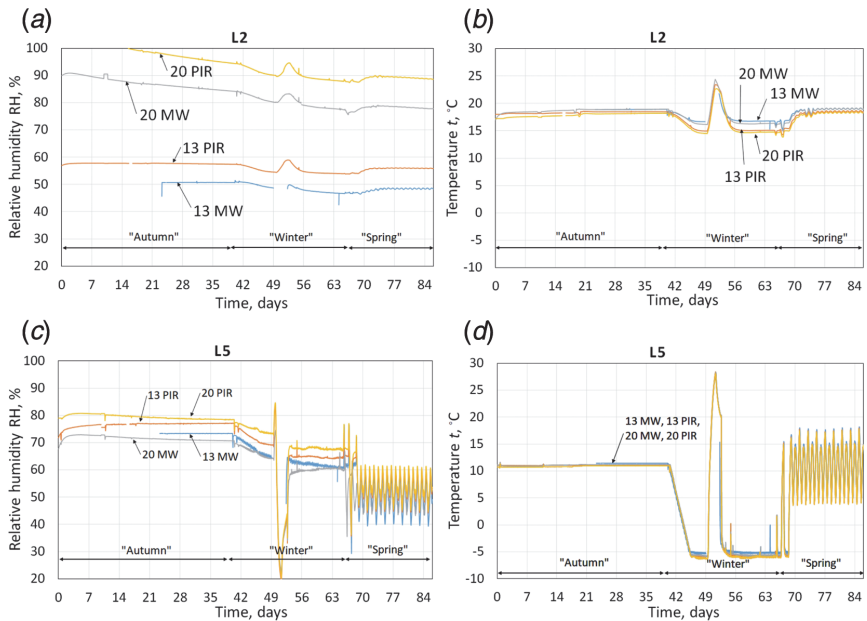 (a)
L2
Relative humidity RH, %
100
90
80
70
60
50
40
30
20
20 PIR
20 MW
13 PIR
13 MW
"Autumn"
"Winter"
"Spring"
0 7 14 21 28 35 42 49 56 63 70 77 84
Time, days
(b)
L2
Temperature t, °C
30
25
20
15
10
5
0
-5
-10
20 MW
13 MW
13 PIR
20 PIR
"Autumn"
"Winter"
"Spring"
0 7 14 21 28 35 42 49 56 63 70 77 84
Time, days
(c)
L5
Relative humidity RH, %
100
90
80
70
60
50
40
30
20
13 PIR
20 PIR
20 MW
13 MW
"Autumn"
"Winter"
"Spring"
0 7 14 21 28 35 42 49 56 63 70 77 84
Time, days
(d)
L5
Temperature t, °C
30
25
20
15
10
5
0
-5
-10
13 MW, 13 PIR,
20 MW, 20 PIR
"Autumn"
"Winter"
"Spring"
0 7 14 21 28 35 42 49 56 63 70 77 84
Time, days